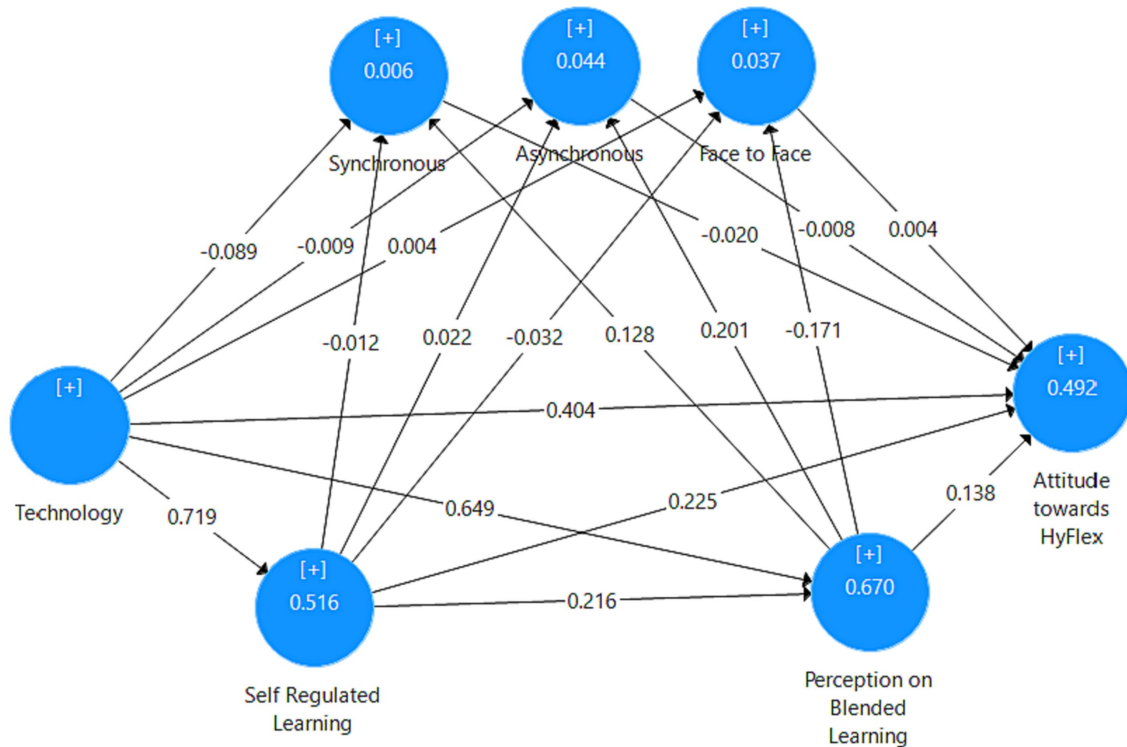 [+]
0.006
Synchronous
[+]
0.044
Asynchronous
[+]
0.037
Face to Face
-0.089
-0.009
0.004
-0.020
-0.008
0.004
-0.012
0.022
-0.032
0.128
0.201
-0.171
[+]
Technology
[+]
0.492
Attitude
towards
HyFlex
0.404
0.719
0.649
0.225
0.138
0.216
[+]
0.516
Self Regulated
Learning
[+]
0.670
Perception on
Blended
Learning